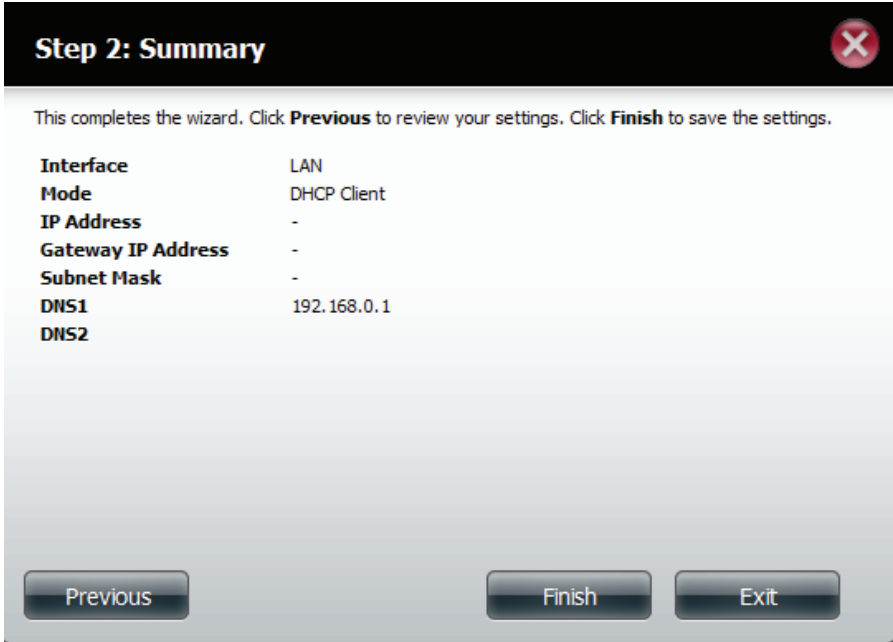 Step 2: Summary
This completes the wizard. Click Previous to review your settings. Click Finish to save the settings.
Interface LAN
Mode DHCP Client
IP Address -
Gateway IP Address -
Subnet Mask -
DNS1 192.168.0.1
DNS2
Previous Finish Exit